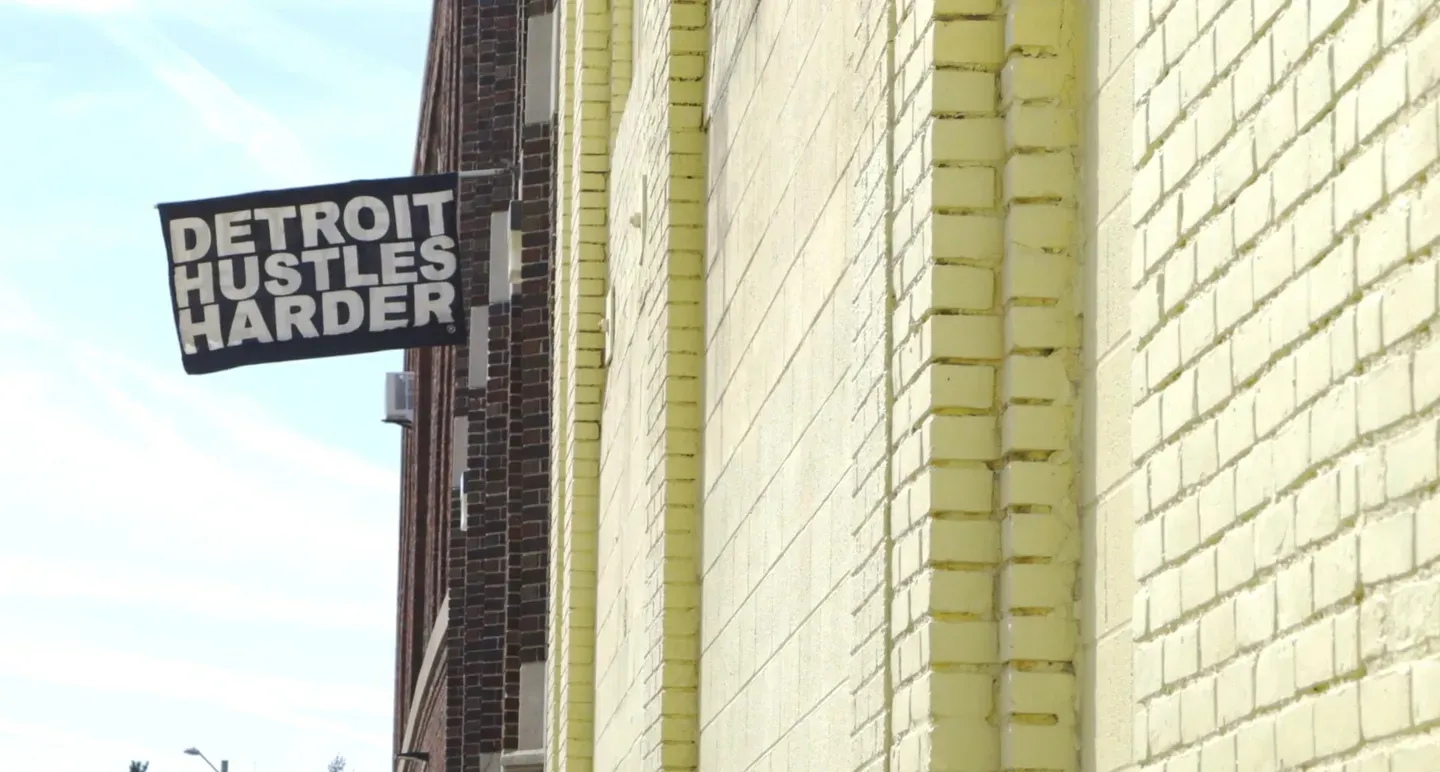 DETROIT
HUSTLES
HARDER
®